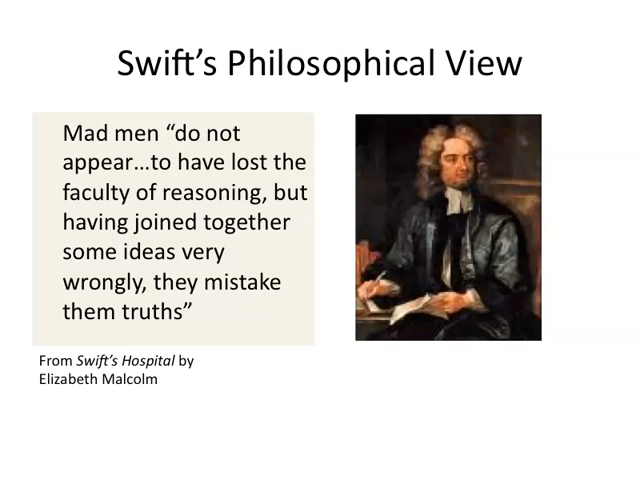 Swift’s Philosophical View
Mad men “do not
appear…to have lost the
faculty of reasoning, but
having joined together
some ideas very
wrongly, they mistake
them truths”
From Swift’s Hospital by
Elizabeth Malcolm